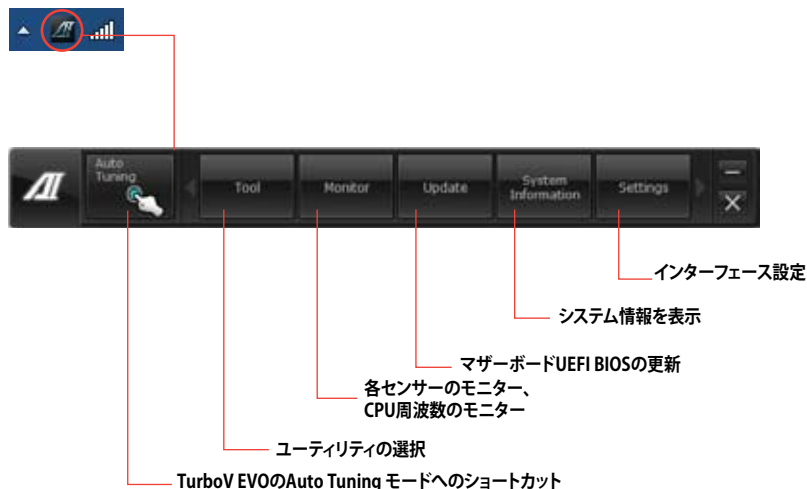 Auto
Tuning
Tool
Monitor
Update
System
Information
Settings
インターフェース設定
システム情報を表示
マザーボードUEFI BIOSの更新
各センサーのモニター、
CPU周波数のモニター
ユーティリティの選択
TurboV EVOのAuto Tuning モードへのショートカット